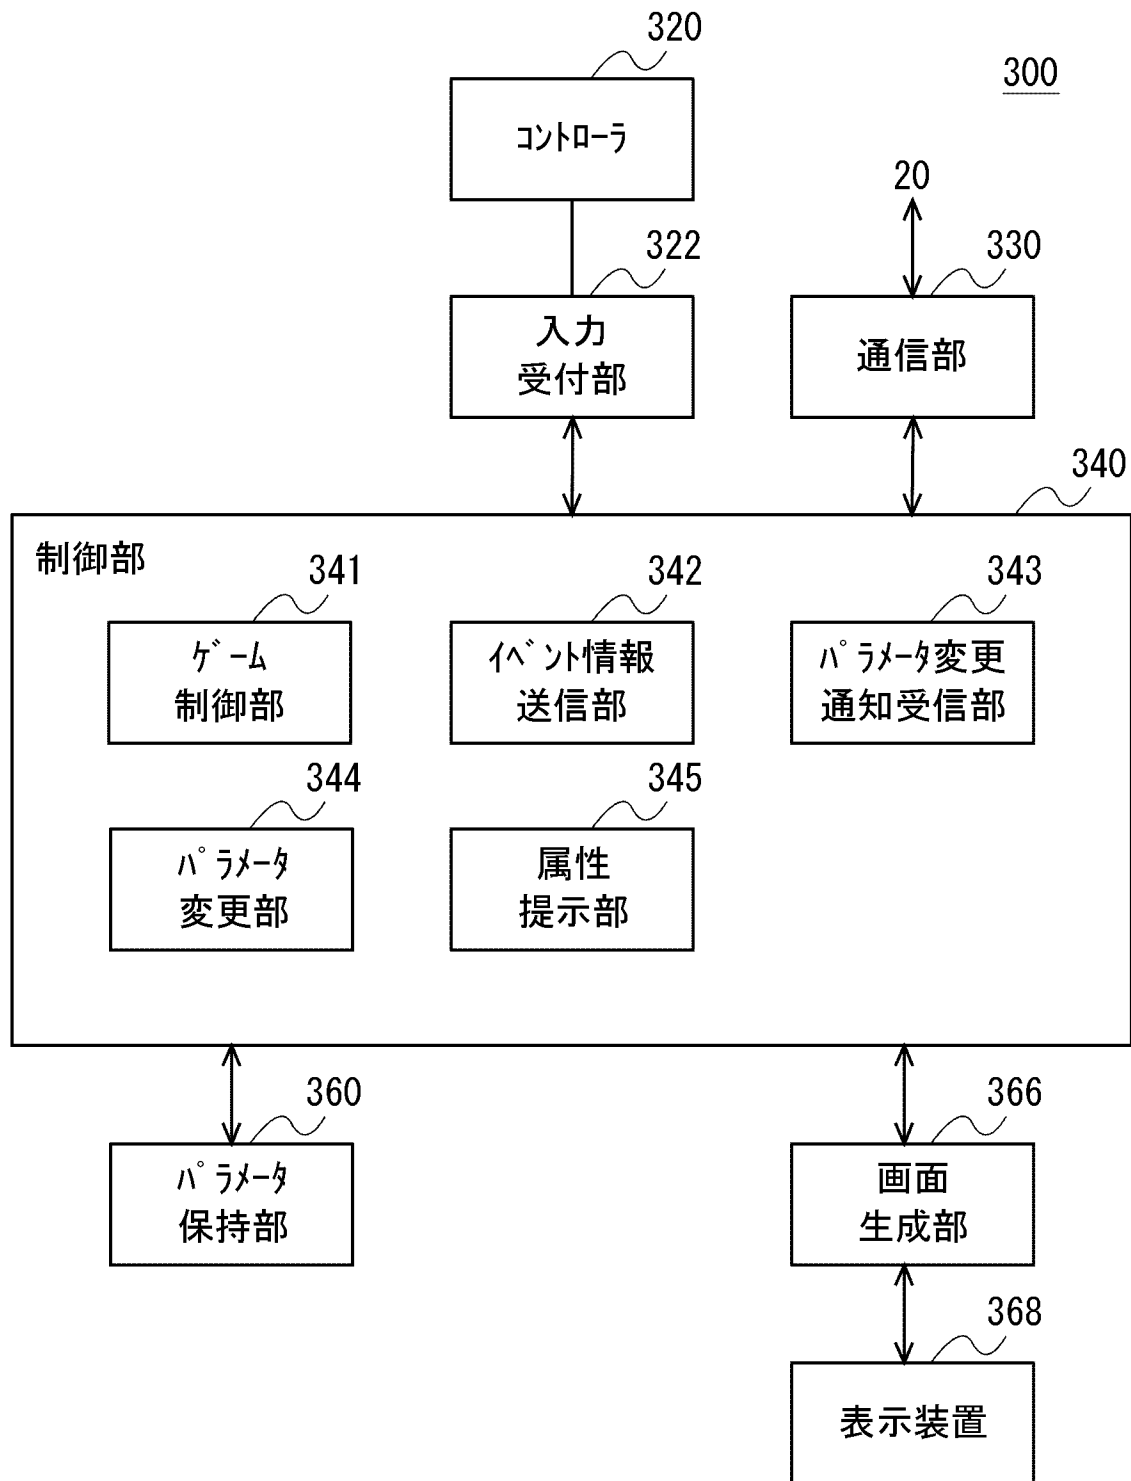 320
300
コントローラ
20
322
330
入力
受付部
通信部
340
制御部
341
342
343
ゲーム
制御部
イベント情報
送信部
パラメータ変更
通知受信部
344
345
パラメータ
変更部
属性
提示部
360
366
パラメータ
保持部
画面
生成部
368
表示装置